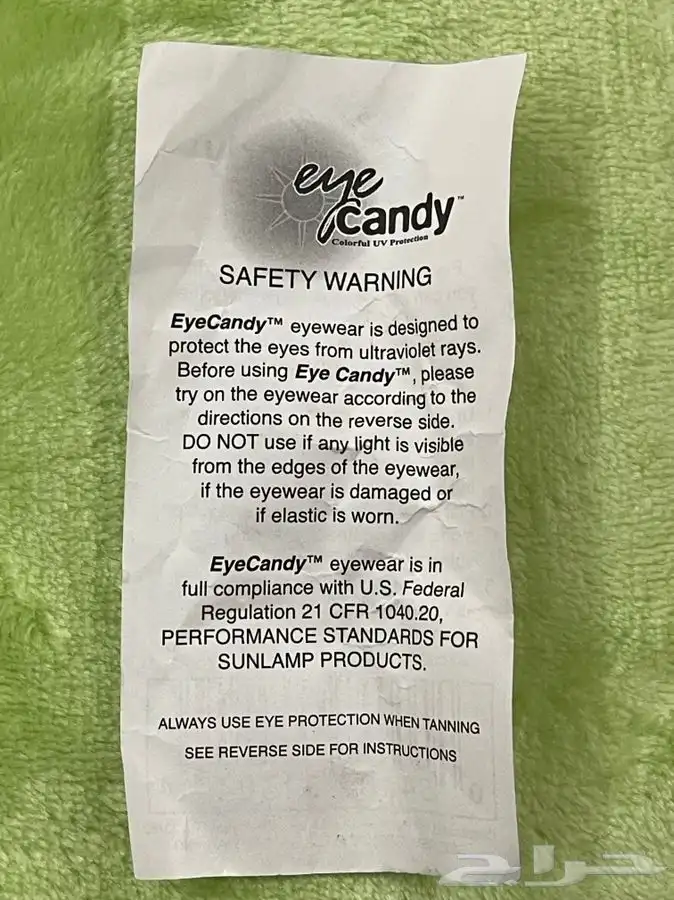 eye
candy™
Colorful UV Protection
SAFETY WARNING
EyeCandy™ eyewear is designed to
protect the eyes from ultraviolet rays.
Before using Eye Candy™, please
try on the eyewear according to the
directions on the reverse side.
DO NOT use if any light is visible
from the edges of the eyewear,
if the eyewear is damaged or
if elastic is worn.
EyeCandy™ eyewear is in
full compliance with U.S. Federal
Regulation 21 CFR 1040.20,
PERFORMANCE STANDARDS FOR
SUNLAMP PRODUCTS.
ALWAYS USE EYE PROTECTION WHEN TANNING
SEE REVERSE SIDE FOR INSTRUCTIONS
حراج